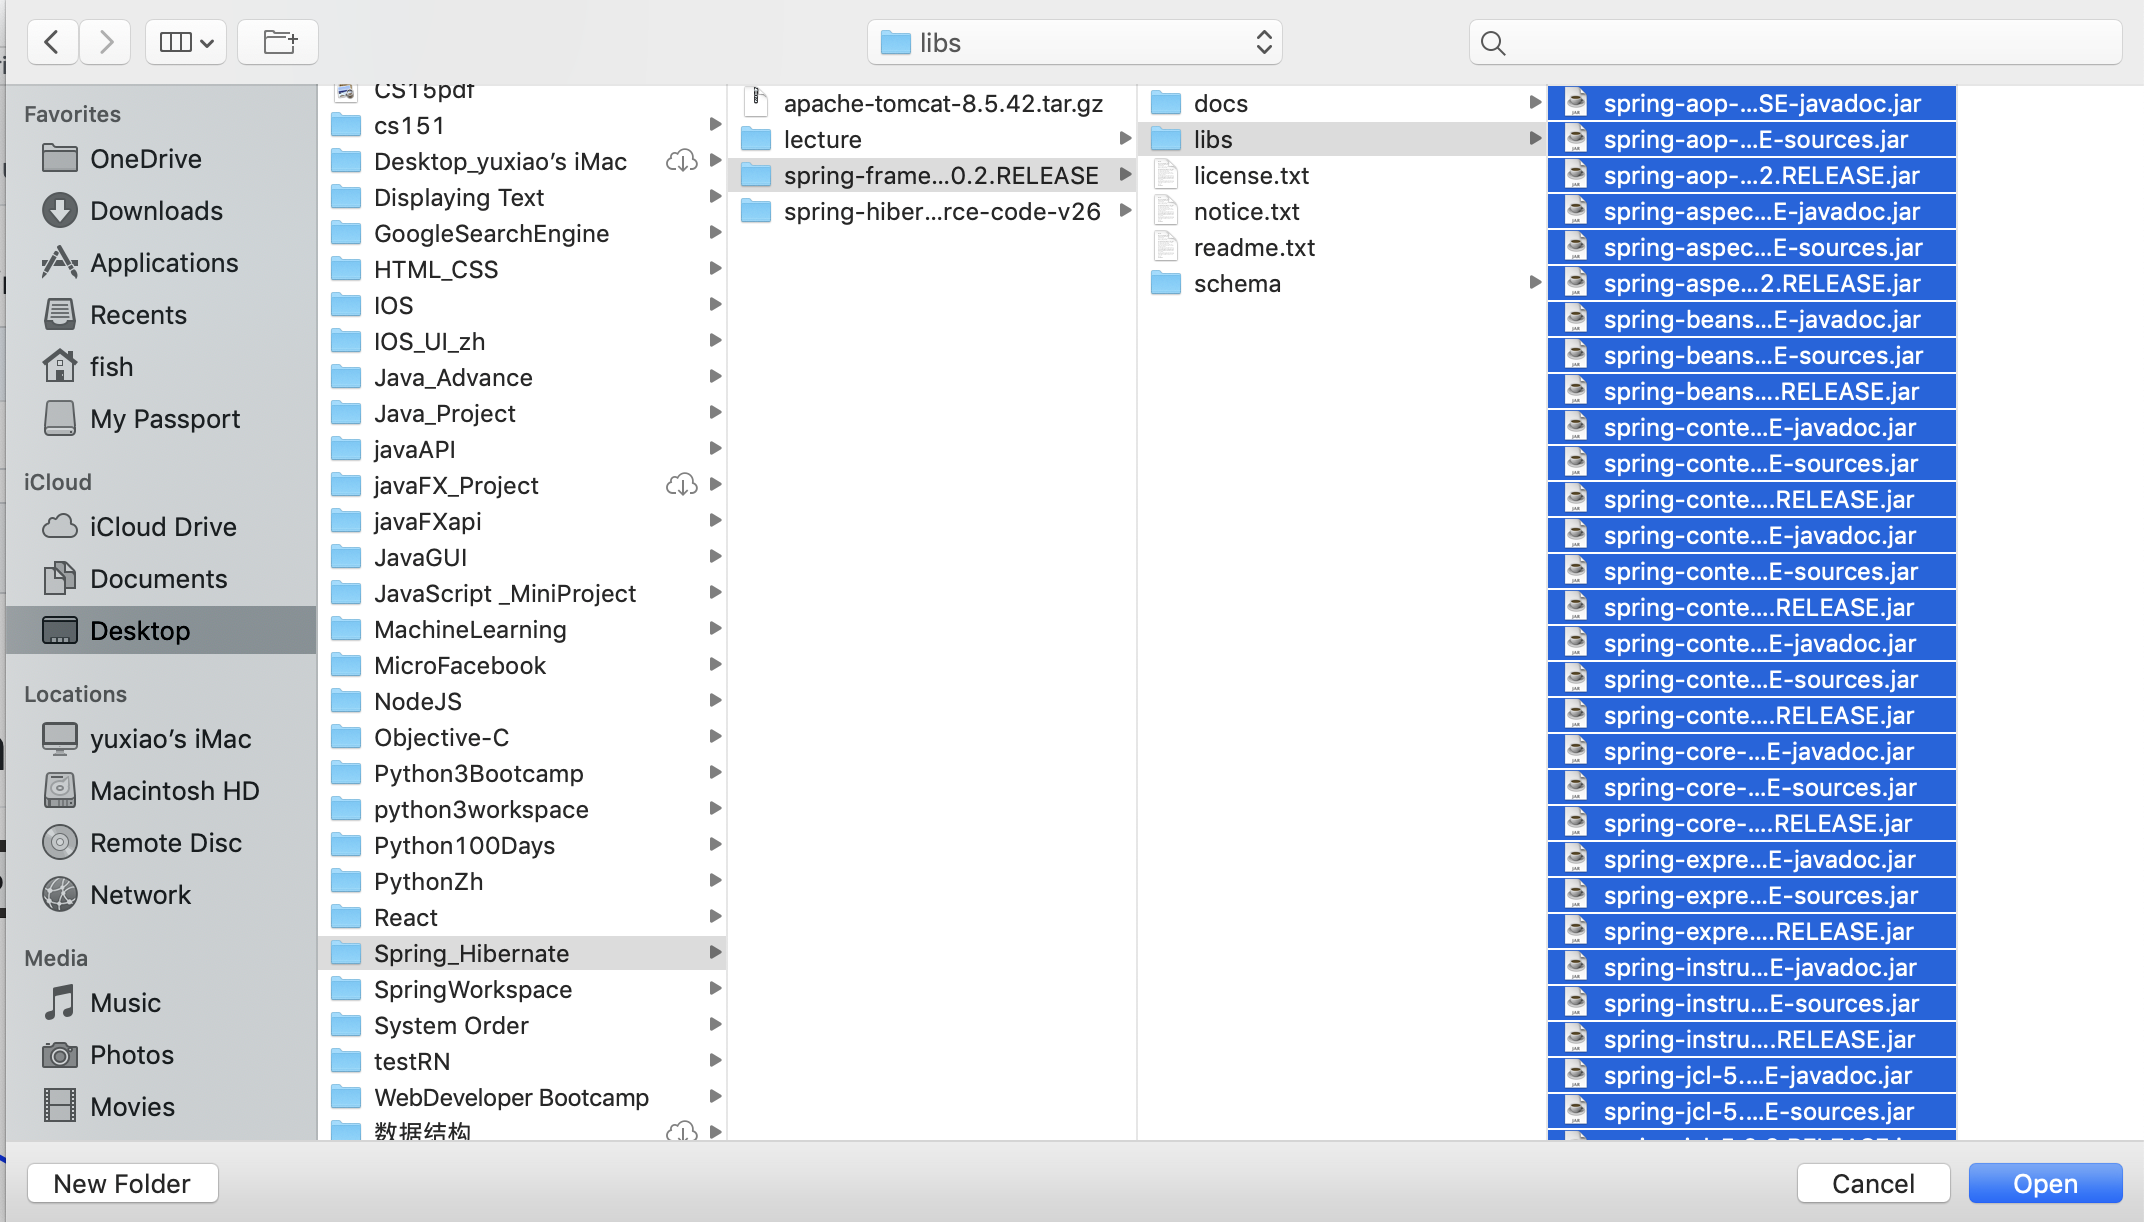 libs
Favorites
OneDrive
Downloads
Applications
Recents
fish
My Passport
iCloud
iCloud Drive
Documents
Desktop
Locations
yuxiao’s iMac
Macintosh HD
Remote Disc
Network
Media
Music
Photos
Movies
CS15pdf
cs151
Desktop_yuxiao’s iMac
Displaying Text
GoogleSearchEngine
HTML_CSS
IOS
IOS_UI_zh
Java_Advance
Java_Project
javaAPI
javaFX_Project
javaFXapi
JavaGUI
JavaScript _MiniProject
MachineLearning
MicroFacebook
NodeJS
Objective-C
Python3Bootcamp
python3workspace
Python100Days
PythonZh
React
Spring_Hibernate
SpringWorkspace
System Order
testRN
WebDeveloper Bootcamp
数据结构
apache-tomcat-8.5.42.tar.gz
lecture
spring-frame...0.2.RELEASE
spring-hiber...rce-code-v26
docs
libs
license.txt
notice.txt
readme.txt
schema
spring-aop-...SE-javadoc.jar
spring-aop-...E-sources.jar
spring-aop-...2.RELEASE.jar
spring-aspec...E-javadoc.jar
spring-aspec...E-sources.jar
spring-aspe...2.RELEASE.jar
spring-beans...E-javadoc.jar
spring-beans...E-sources.jar
spring-beans....RELEASE.jar
spring-conte...E-javadoc.jar
spring-conte...E-sources.jar
spring-conte....RELEASE.jar
spring-conte...E-javadoc.jar
spring-conte...E-sources.jar
spring-conte....RELEASE.jar
spring-conte...E-javadoc.jar
spring-conte...E-sources.jar
spring-conte....RELEASE.jar
spring-core-...E-javadoc.jar
spring-core-...E-sources.jar
spring-core-....RELEASE.jar
spring-expre...E-javadoc.jar
spring-expre...E-sources.jar
spring-expre....RELEASE.jar
spring-instru...E-javadoc.jar
spring-instru...E-sources.jar
spring-instru....RELEASE.jar
spring-jcl-5....E-javadoc.jar
spring-jcl-5....E-sources.jar
New Folder
Cancel
Open